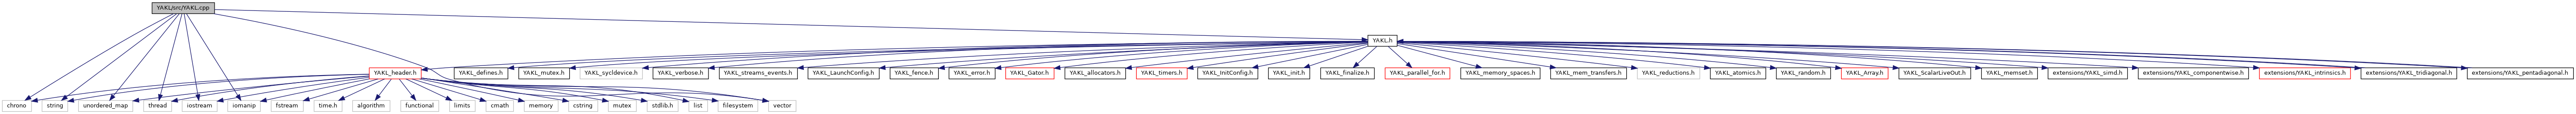 YAKL/src/YAKL.cpp
YAKL.h
YAKL_header.h
YAKL_defines.h
YAKL_mutex.h
YAKL_sycldevice.h
YAKL_verbose.h
YAKL_streams_events.h
YAKL_LaunchConfig.h
YAKL_fence.h
YAKL_error.h
YAKL_Gator.h
YAKL_allocators.h
YAKL_timers.h
YAKL_InitConfig.h
YAKL_init.h
YAKL_finalize.h
YAKL_parallel_for.h
YAKL_memory_spaces.h
YAKL_mem_transfers.h
YAKL_reductions.h
YAKL_atomics.h
YAKL_random.h
YAKL_Array.h
YAKL_ScalarLiveOut.h
YAKL_memset.h
extensions/YAKL_simd.h
extensions/YAKL_componentwise.h
extensions/YAKL_intrinsics.h
extensions/YAKL_tridiagonal.h
extensions/YAKL_pentadiagonal.h
chrono
string
unordered_map
thread
iostream
iomanip
fstream
time.h
algorithm
functional
limits
cmath
memory
cstring
mutex
stdlib.h
list
filesystem
vector